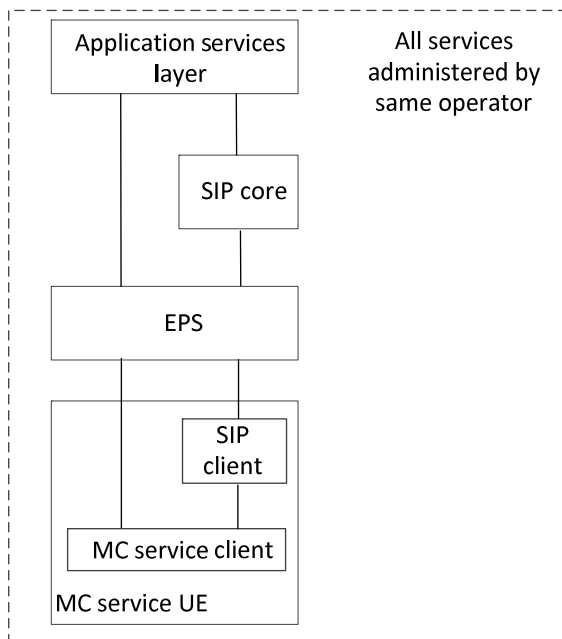 Application services
layer
All services
administered by
same operator
SIP core
EPS
SIP
client
MC service client
MC service UE